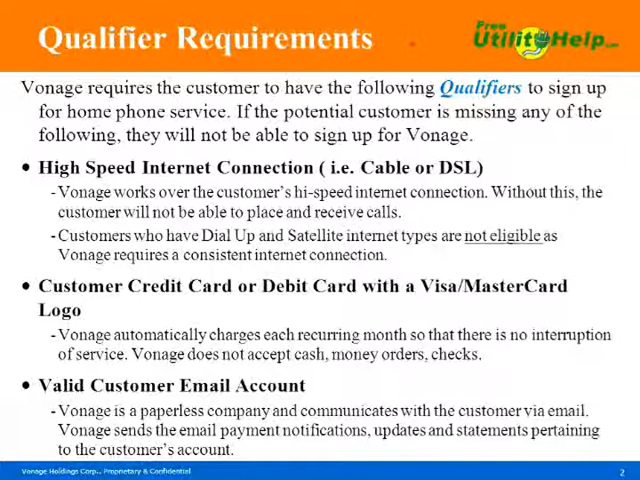 Qualifier Requirements
Free
UtilityHelp.com
Vonage requires the customer to have the following Qualifiers to sign up
for home phone service. If the potential customer is missing any of the
following, they will not be able to sign up for Vonage.
• High Speed Internet Connection ( i.e. Cable or DSL)
- Vonage works over the customer's hi-speed internet connection. Without this, the
customer will not be able to place and receive calls.
- Customers who have Dial Up and Satellite internet types are not eligible as
Vonage requires a consistent internet connection.
• Customer Credit Card or Debit Card with a Visa/MasterCard
Logo
- Vonage automatically charges each recurring month so that there is no interruption
of service. Vonage does not accept cash, money orders, checks.
• Valid Customer Email Account
- Vonage is a paperless company and communicates with the customer via email.
Vonage sends the email payment notifications, updates and statements pertaining
to the customer's account.
Vonage Holdings Corp., Proprietary & Confidential
2